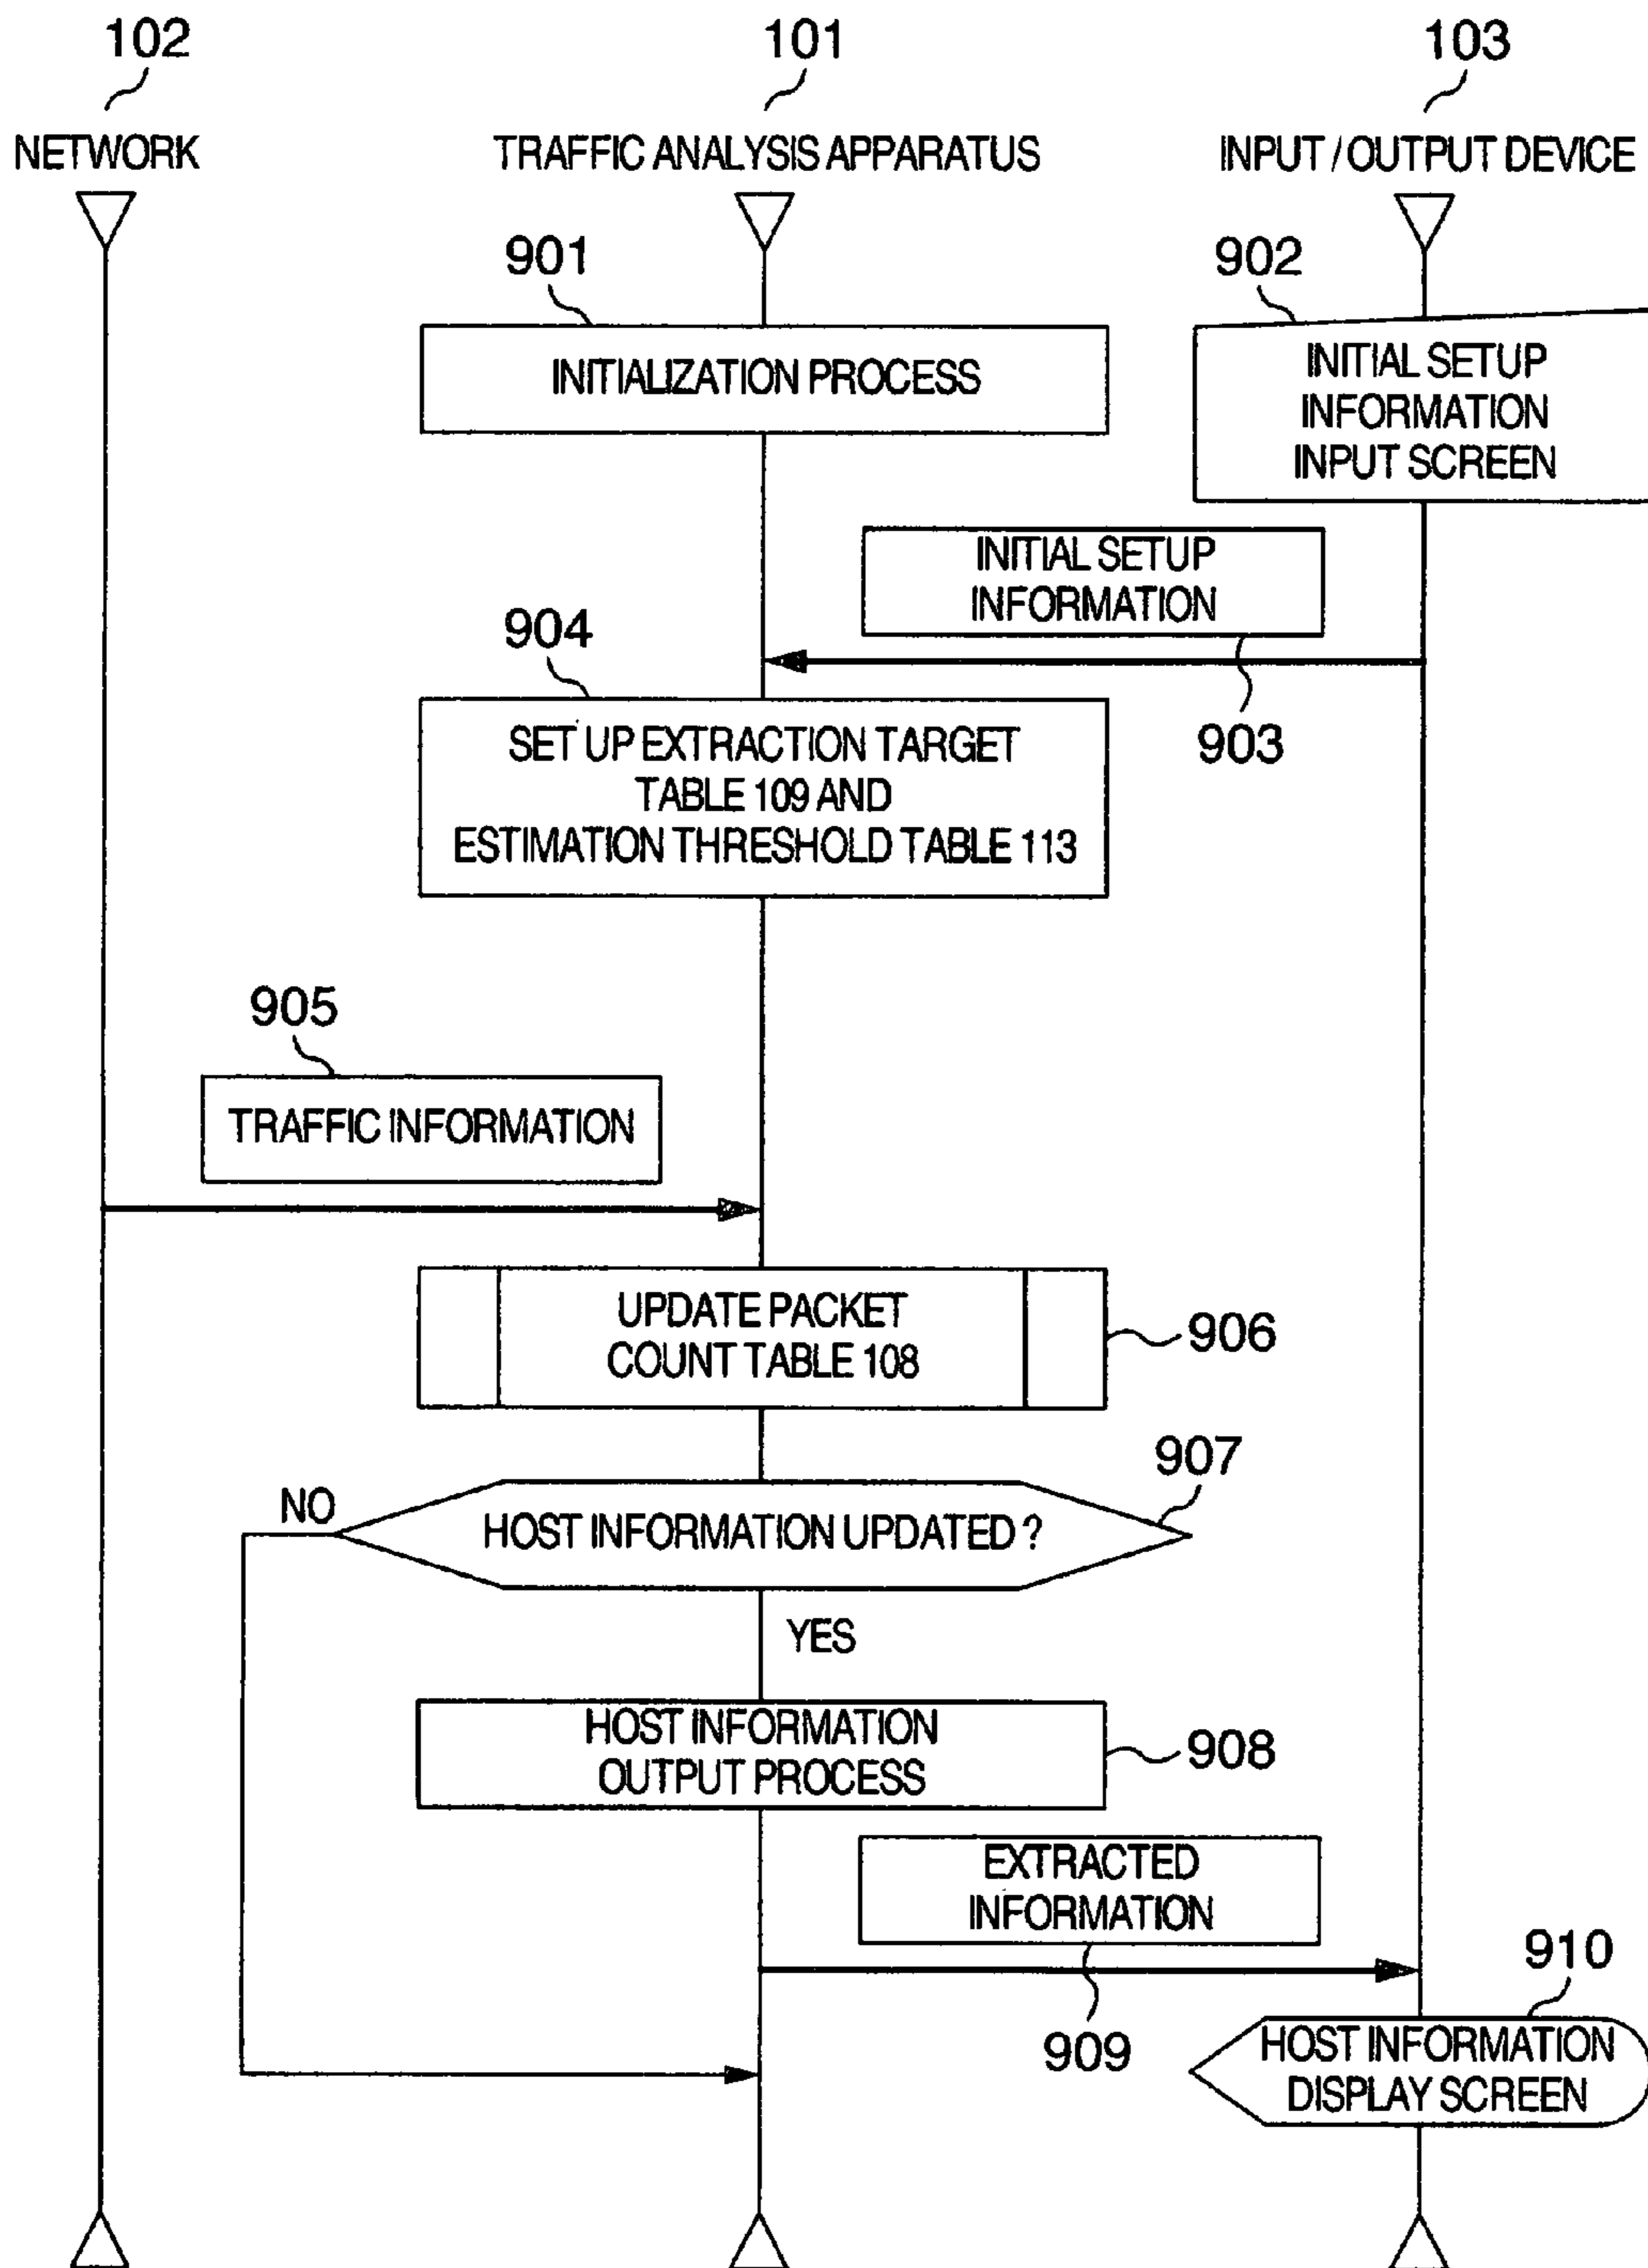 102
101
103
NETWORK
TRAFFIC ANALYSIS APPARATUS
INPUT / OUTPUT DEVICE
901
902
INITIALIZATION PROCESS
INITIAL SETUP
INFORMATION
INPUT SCREEN
INITIAL SETUP
INFORMATION
904
903
SET UP EXTRACTION TARGET
TABLE 109 AND
ESTIMATION THRESHOLD TABLE 113
905
TRAFFIC INFORMATION
UPDATE PACKET
COUNT TABLE 108
906
907
NO
HOST INFORMATION UPDATED ?
YES
HOST INFORMATION
OUTPUT PROCESS
908
EXTRACTED
INFORMATION
910
909
HOST INFORMATION
DISPLAY SCREEN